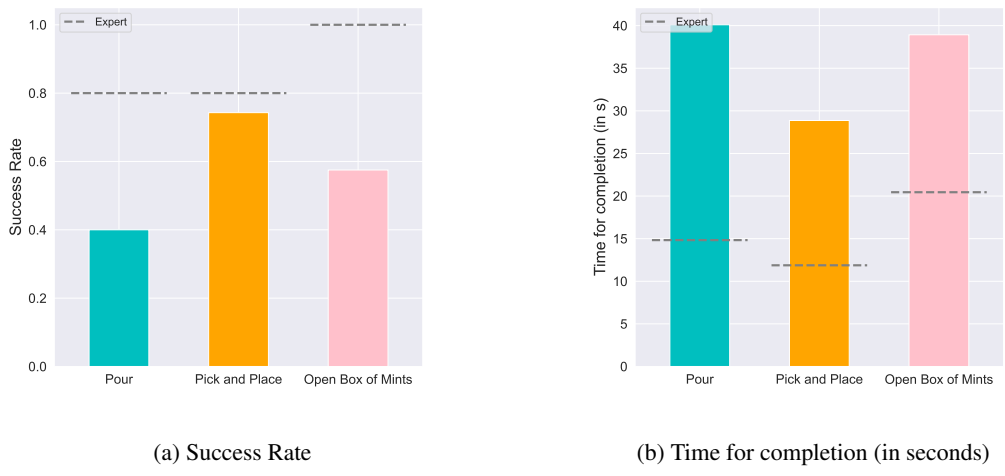 Expert
1.0
0.8
0.6
0.4
0.2
0.0
Success Rate
Pour
Pick and Place
Open Box of Mints
(a) Success Rate
Expert
40
35
30
25
20
15
10
5
0
Time for completion (in s)
Pour
Pick and Place
Open Box of Mints
(b) Time for completion (in seconds)